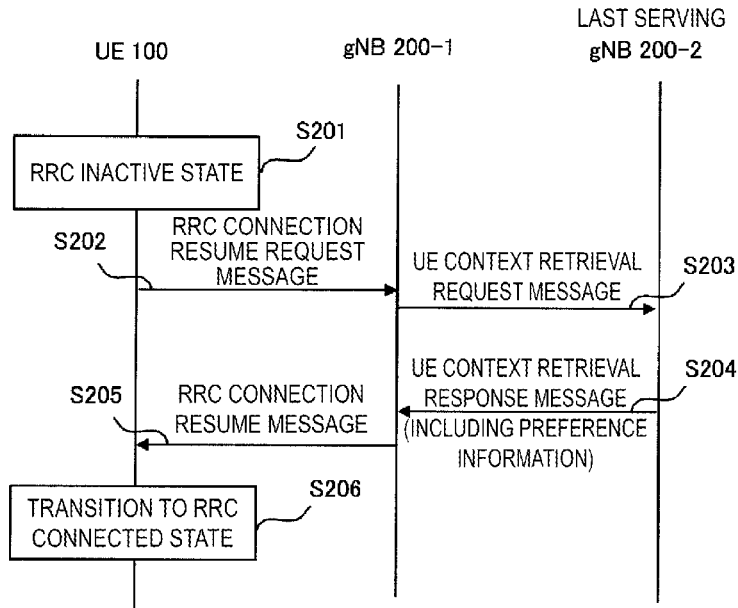 LAST SERVING
UE 100
gNB 200-1
gNB 200-2
S201
RRC INACTIVE STATE
RRC CONNECTION
RESUME REQUEST
MESSAGE
S202
UE CONTEXT RETRIEVAL
REQUEST MESSAGE
S203
UE CONTEXT RETRIEVAL
RESPONSE MESSAGE
(INCLUDING PREFERENCE
INFORMATION)
S204
RRC CONNECTION
RESUME MESSAGE
S205
S206
TRANSITION TO RRC
CONNECTED STATE